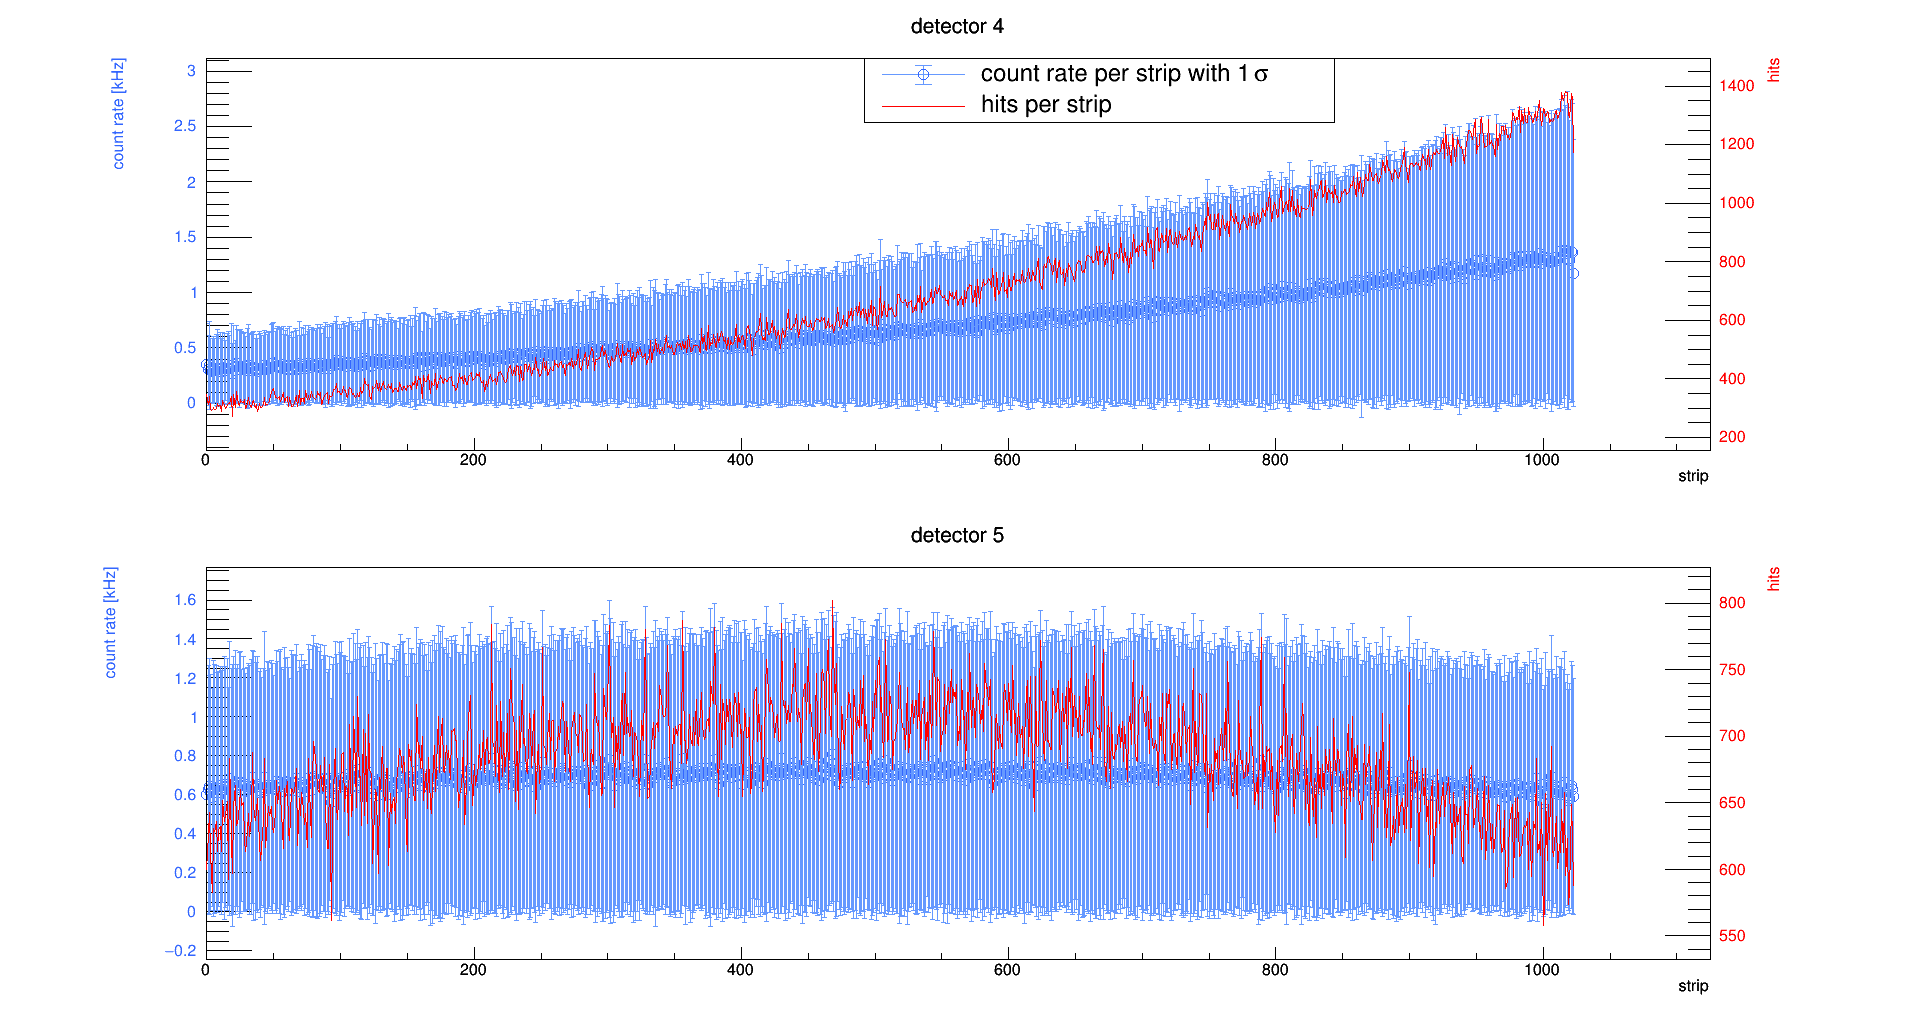 detector 4
count rate [kHz]
hits
count rate per strip with 1 σ
hits per strip
3
2.5
2
1.5
1
0.5
0
1400
1200
1000
800
600
400
200
0 200 400 600 800 1000
strip
detector 5
count rate [kHz]
hits
1.6
1.4
1.2
1
0.8
0.6
0.4
0.2
0
−0.2
800
750
700
650
600
550
0 200 400 600 800 1000
strip